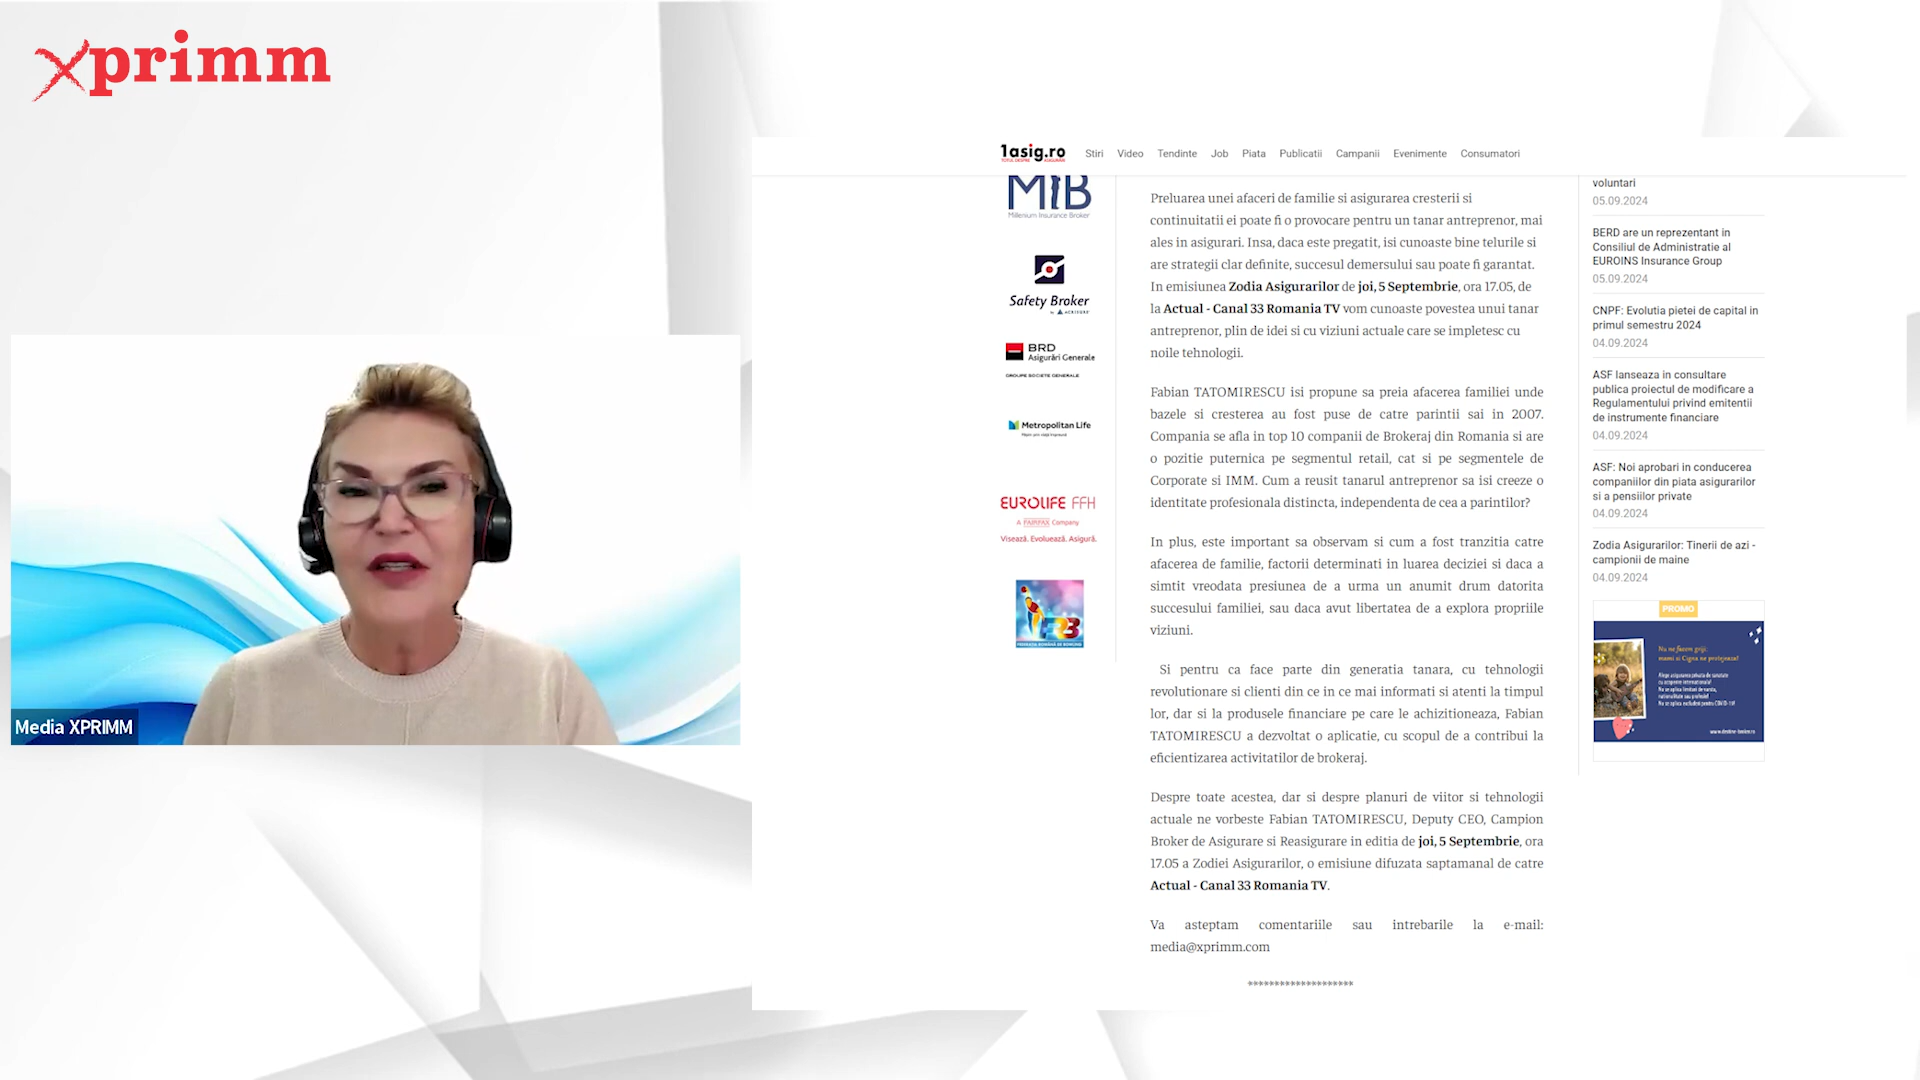 xprimm
Media XPRIMM
1asig.ro
Stiri Video Tendinte Job Piata Publicatii Campanii Evenimente Consumatori
MIB
Millenium Insurance Broker
Safety Broker
by ACRISURE
BRD
Asigurări Generale
GROUPE SOCIETE GENERALE
Metropolitan Life
EUROLIFE FFH
A FAIRFAX Company
Visează. Evoluează. Asigură.
Preluarea unei afaceri de familie si asigurarea cresterii si
continuitatii ei poate fi o provocare pentru un tanar antreprenor, mai
ales in asigurari. Insa, daca este pregatit, isi cunoaste bine telurile si
are strategii clar definite, succesul demersului sau poate fi garantat.
In emisiunea Zodia Asigurarilor de joi, 5 Septembrie, ora 17.05, de
la Actual - Canal 33 Romania TV vom cunoaste povestea unui tanar
antreprenor, plin de idei si cu viziuni actuale care se impletesc cu
noile tehnologii.
Fabian TATOMIRESCU isi propune sa preia afacerea familiei unde
bazele si cresterea au fost puse de catre parintii sai in 2007.
Compania se afla in top 10 companii de Brokeraj din Romania si are
o pozitie puternica pe segmentul retail, cat si pe segmentele de
Corporate si IMM. Cum a reusit tanarul antreprenor sa isi creeze o
identitate profesionala distincta, independenta de cea a parintilor?
In plus, este important sa observam si cum a fost tranzitia catre
afacerea de familie, factorii determinati in luarea deciziei si daca a
simtit vreodata presiunea de a urma un anumit drum datorita
succesului familiei, sau daca avut libertatea de a explora propriile
viziuni.
Si pentru ca face parte din generatia tanara, cu tehnologii
revolutionare si clienti din ce in ce mai informati si atenti la timpul
lor, dar si la produsele financiare pe care le achizitioneaza, Fabian
TATOMIRESCU a dezvoltat o aplicatie, cu scopul de a contribui la
eficientizarea activitatilor de brokeraj.
Despre toate acestea, dar si despre planuri de viitor si tehnologii
actuale ne vorbeste Fabian TATOMIRESCU, Deputy CEO, Campion
Broker de Asigurare si Reasigurare in editia de joi, 5 Septembrie, ora
17.05 a Zodiei Asigurarilor, o emisiune difuzata saptamanal de catre
Actual - Canal 33 Romania TV.
Va asteptam comentariile sau intrebarile la e-mail:
media@xprimm.com
********************
voluntari
05.09.2024
BERD are un reprezentant in
Consiliul de Administratie al
EUROINS Insurance Group
05.09.2024
CNPF: Evolutia pietei de capital in
primul semestru 2024
04.09.2024
ASF lanseaza in consultare
publica proiectul de modificare a
Regulamentului privind emitentii
de instrumente financiare
04.09.2024
ASF: Noi aprobari in conducerea
companiilor din piata asigurarilor
si a pensiilor private
04.09.2024
Zodia Asigurarilor: Tinerii de azi -
campionii de maine
04.09.2024
PROMO
Nu ne facem griji:
mami si Cigna ne protejeaza!